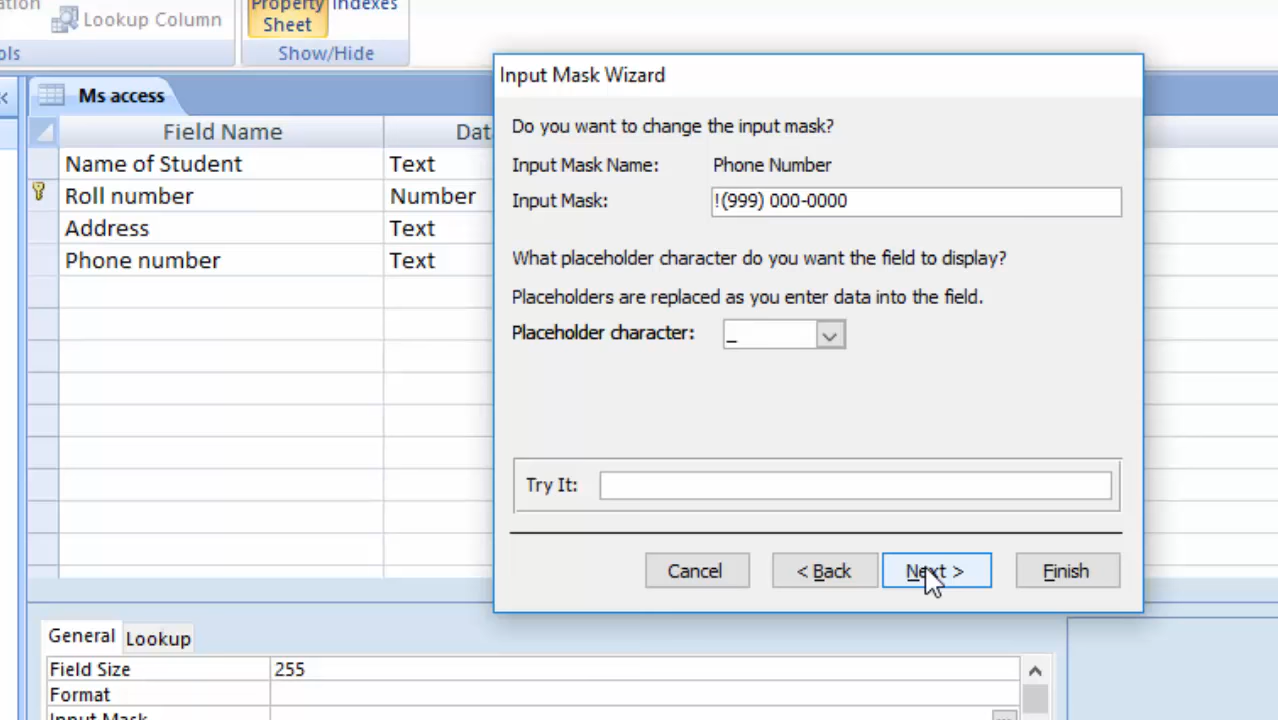 Property
Indexes
Lookup Column
Sheet
Show/Hide
Ms access
Field Name
Name of Student
Text
Roll number
Number
Address
Text
Phone number
Text
Input Mask Wizard
Do you want to change the input mask?
Input Mask Name: Phone Number
Input Mask: !(999) 000-0000
What placeholder character do you want the field to display?
Placeholders are replaced as you enter data into the field.
Placeholder character: _
Try It:
Cancel
< Back
Next >
Finish
General
Lookup
Field Size 255
Format
Input Mask